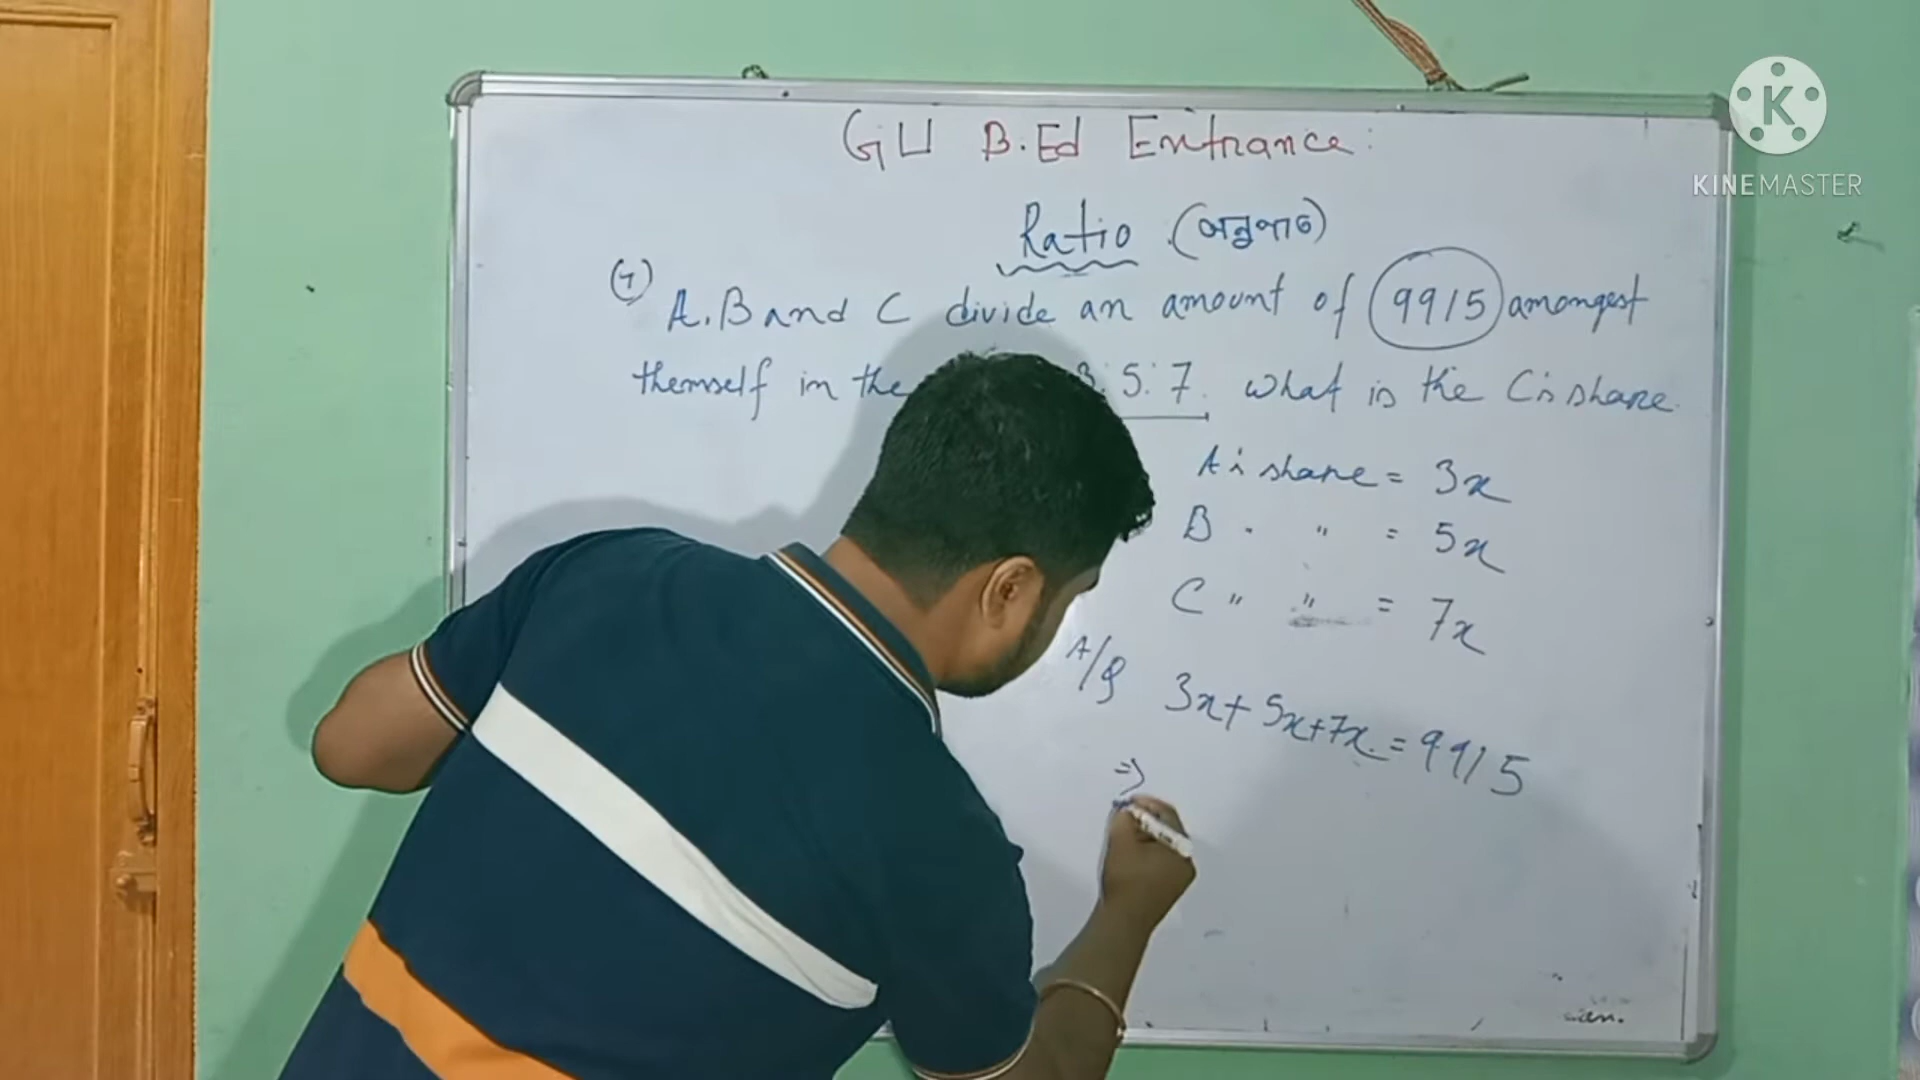 GU B.Ed Entrance:
Ratio (অনুপাত)
(7) A, B and C divide an amount of 9915 amongest
themself in the 3:5:7. What is the C's share.
A's share = 3x
B " " = 5x
C " " = 7x
A/Q 3x + 5x + 7x = 9915
⇒
K
KINEMASTER